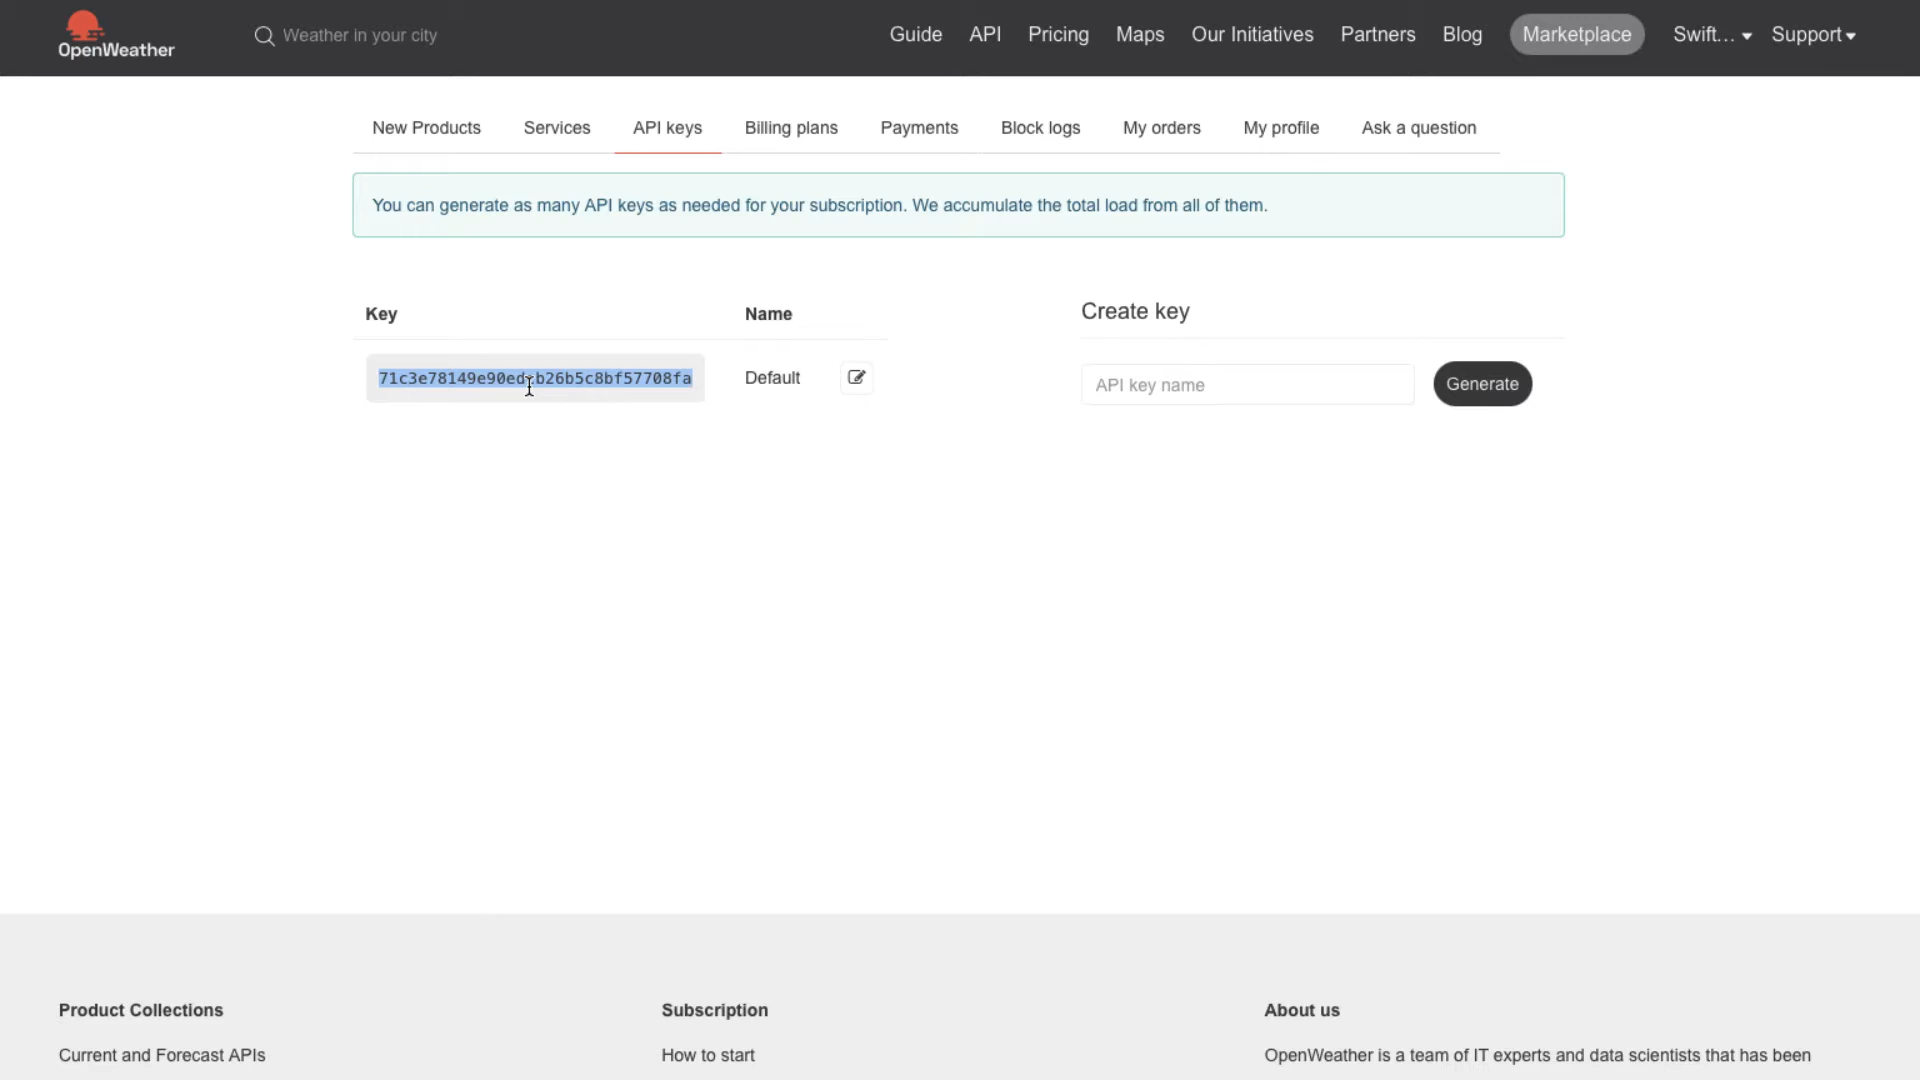 OpenWeather
Weather in your city
Guide
API
Pricing
Maps
Our Initiatives
Partners
Blog
Marketplace
Swift...
Support
New Products
Services
API keys
Billing plans
Payments
Block logs
My orders
My profile
Ask a question
You can generate as many API keys as needed for your subscription. We accumulate the total load from all of them.
Key
Name
Default
Create key
API key name
Generate
Product Collections
Current and Forecast APIs
Subscription
How to start
About us
OpenWeather is a team of IT experts and data scientists that has been